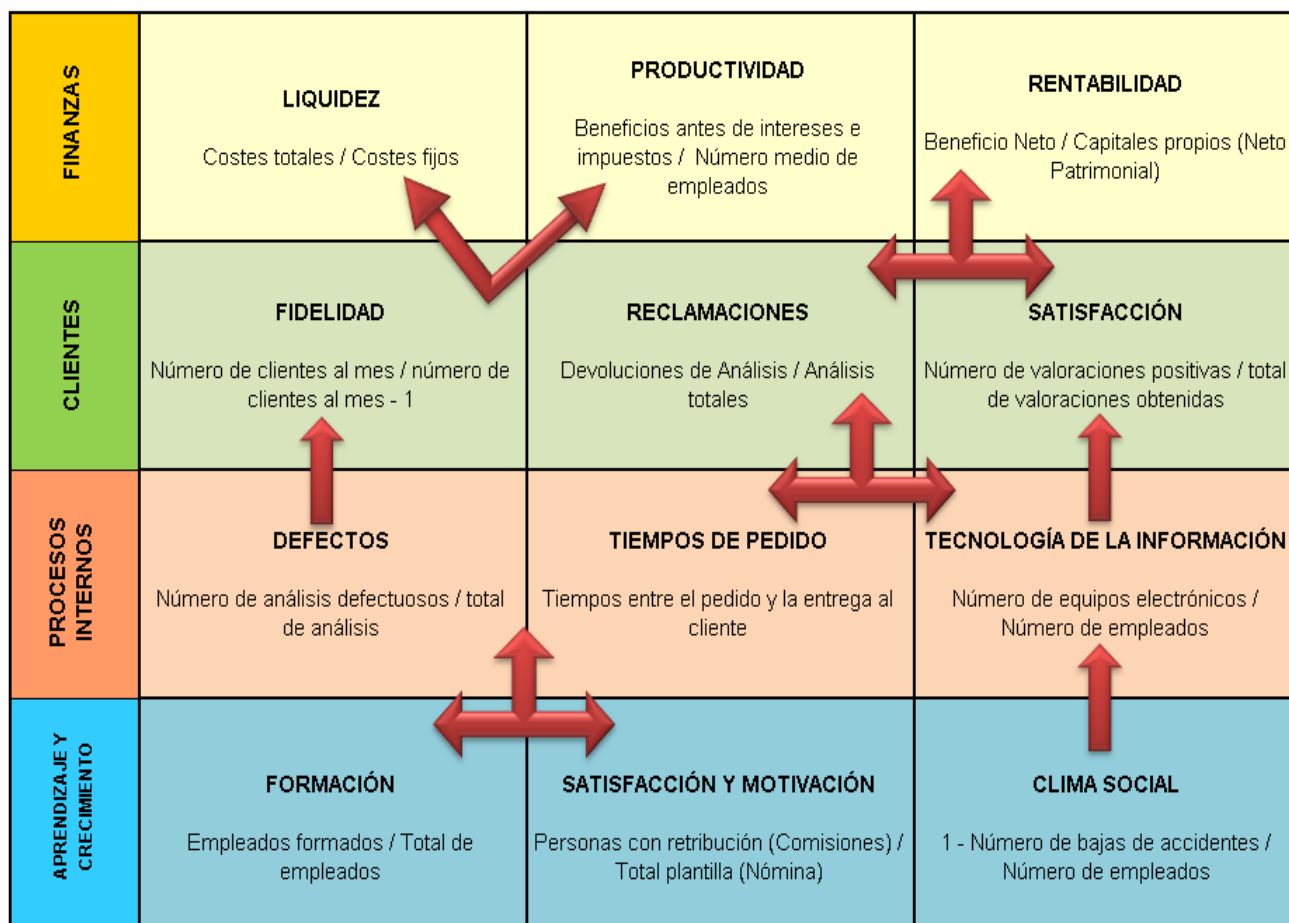 FINANZAS
LIQUIDEZ
Costes totales / Costes fijos
PRODUCTIVIDAD
Beneficios antes de intereses e
impuestos / Número medio de
empleados
RENTABILIDAD
Beneficio Neto / Capitales propios (Neto
Patrimonial)
CLIENTES
FIDELIDAD
Número de clientes al mes / número de
clientes al mes - 1
RECLAMACIONES
Devoluciones de Análisis / Análisis
totales
SATISFACCIÓN
Número de valoraciones positivas / total
de valoraciones obtenidas
PROCESOS
INTERNOS
DEFECTOS
Número de análisis defectuosos / total
de análisis
TIEMPOS DE PEDIDO
Tiempos entre el pedido y la entrega al
cliente
TECNOLOGÍA DE LA INFORMACIÓN
Número de equipos electrónicos /
Número de empleados
APRENDIZAJE Y
CRECIMIENTO
FORMACIÓN
Empleados formados / Total de
empleados
SATISFACCIÓN Y MOTIVACIÓN
Personas con retribución (Comisiones) /
Total plantilla (Nómina)
CLIMA SOCIAL
1 - Número de bajas de accidentes /
Número de empleados